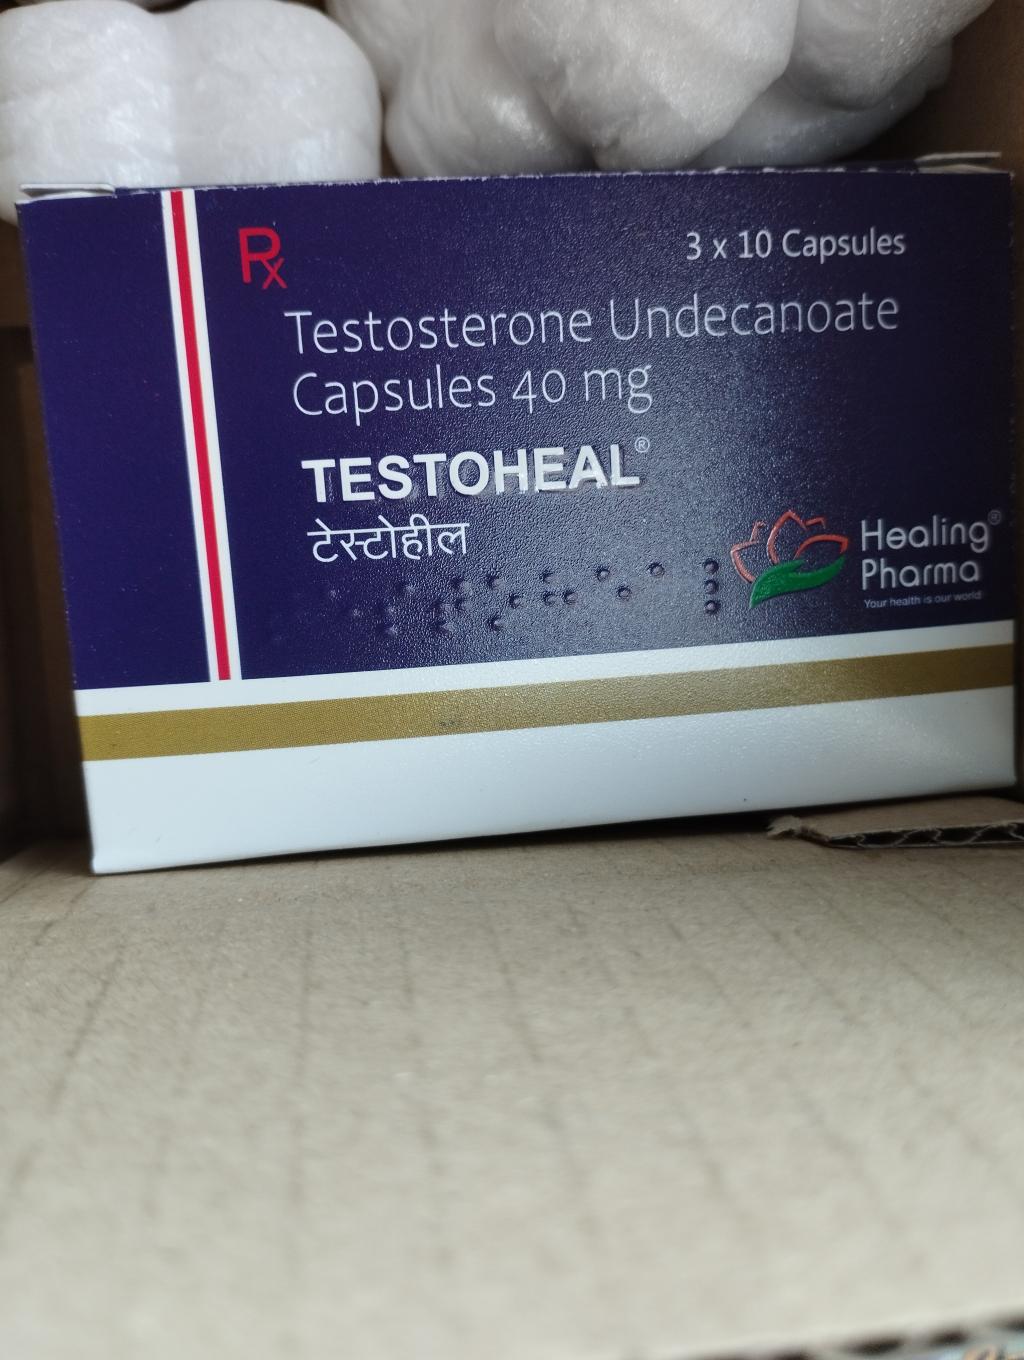 Rx
3 x 10 Capsules
Testosterone Undecanoate
Capsules 40 mg
TESTOHEAL®
टेस्टोहील
Healing®
Pharma
Your health is our world